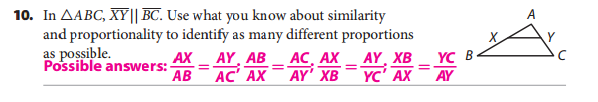 10. In △ABC, XY || BC. Use what you know about similarity
and proportionality to identify as many different proportions
as possible.
Possible answers: AX/AB = AY/AC; AB/AX = AC/AY; AX/XB = AY/YC; XB/AX = YC/AY
A
X
Y
B
C